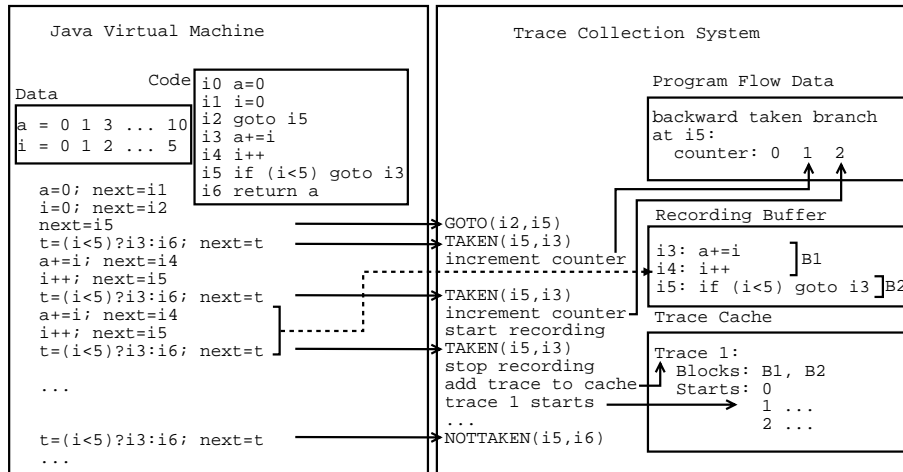 Java Virtual Machine
Code
i0 a=0
i1 i=0
i2 goto i5
i3 a+=i
i4 i++
i5 if (i<5) goto i3
i6 return a
Data
a = 0 1 3 ... 10
i = 0 1 2 ... 5
a=0; next=i1
i=0; next=i2
next=i5
t=(i<5)?i3:i6; next=t
a+=i; next=i4
i++; next=i5
t=(i<5)?i3:i6; next=t
a+=i; next=i4
i++; next=i5
t=(i<5)?i3:i6; next=t
...
t=(i<5)?i3:i6; next=t
...
Trace Collection System
GOTO(i2,i5)
TAKEN(i5,i3)
increment counter
TAKEN(i5,i3)
increment counter
start recording
TAKEN(i5,i3)
stop recording
add trace to cache
trace 1 starts
...
NOTTAKEN(i5,i6)
Program Flow Data
backward taken branch
at i5:
counter: 0 1 2
Recording Buffer
i3: a+=i
i4: i++
B1
i5: if (i<5) goto i3
B2
Trace Cache
Trace 1:
Blocks: B1, B2
Starts: 0
1 ...
2 ...